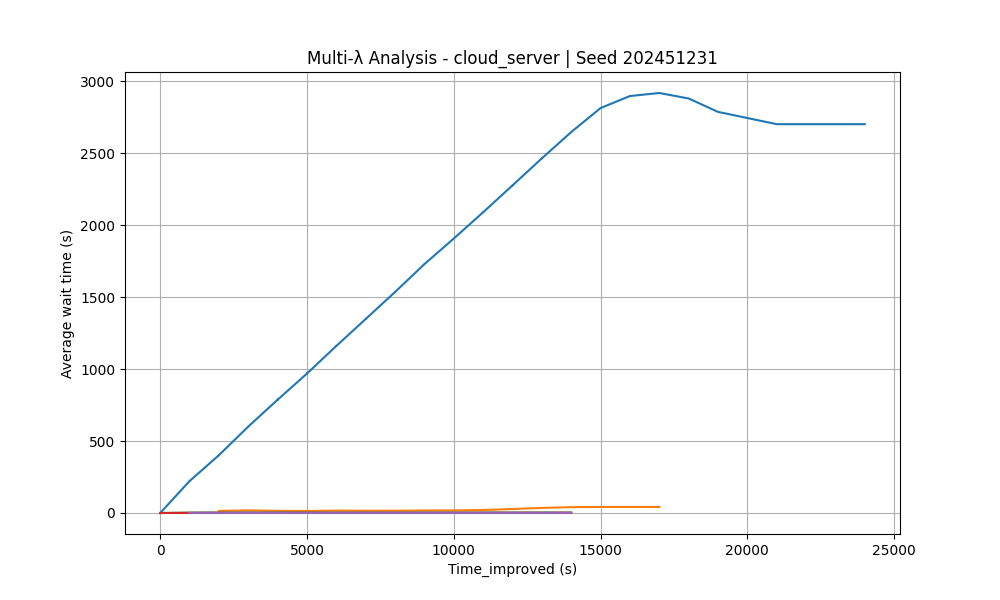 Multi-λ Analysis - cloud_server | Seed 202451231
3000
2500
2000
1500
1000
500
0
Average wait time (s)
0 5000 10000 15000 20000 25000
Time_improved (s)